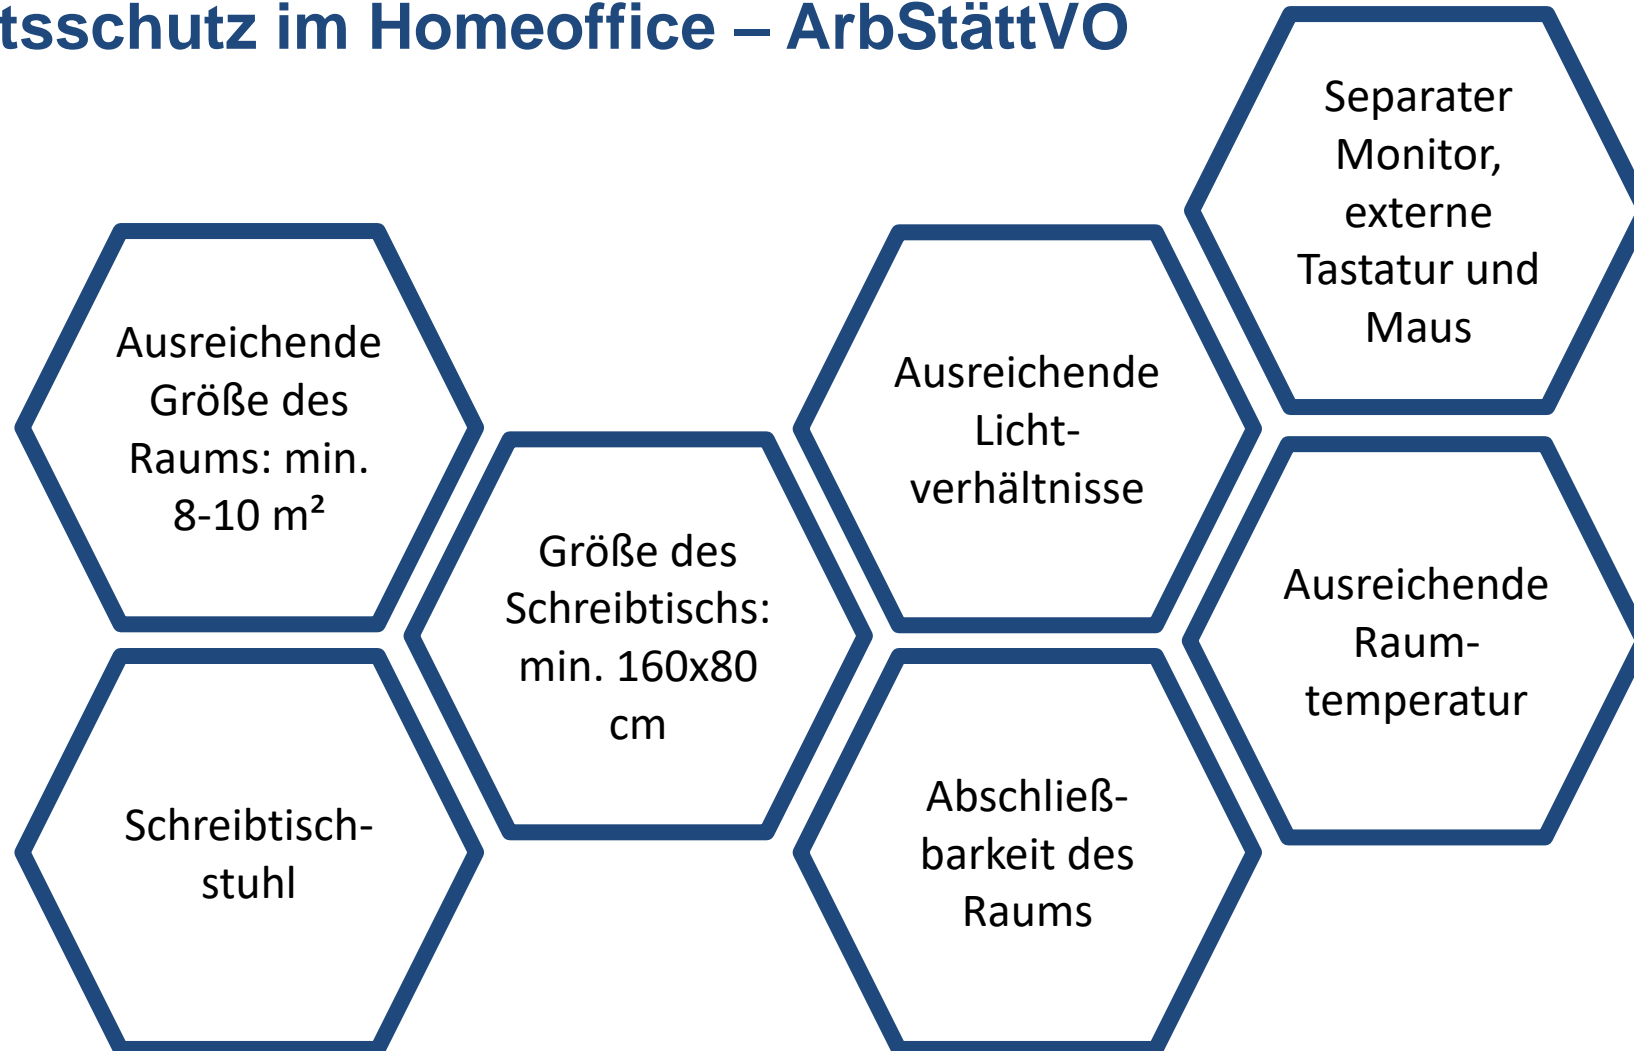 tsschutz im Homeoffice – ArbStättVO
Ausreichende
Größe des
Raums: min.
8-10 m²
Schreibtisch-
stuhl
Größe des
Schreibtischs:
min. 160x80
cm
Ausreichende
Licht-
verhältnisse
Abschließ-
barkeit des
Raums
Separater
Monitor,
externe
Tastatur und
Maus
Ausreichende
Raum-
temperatur